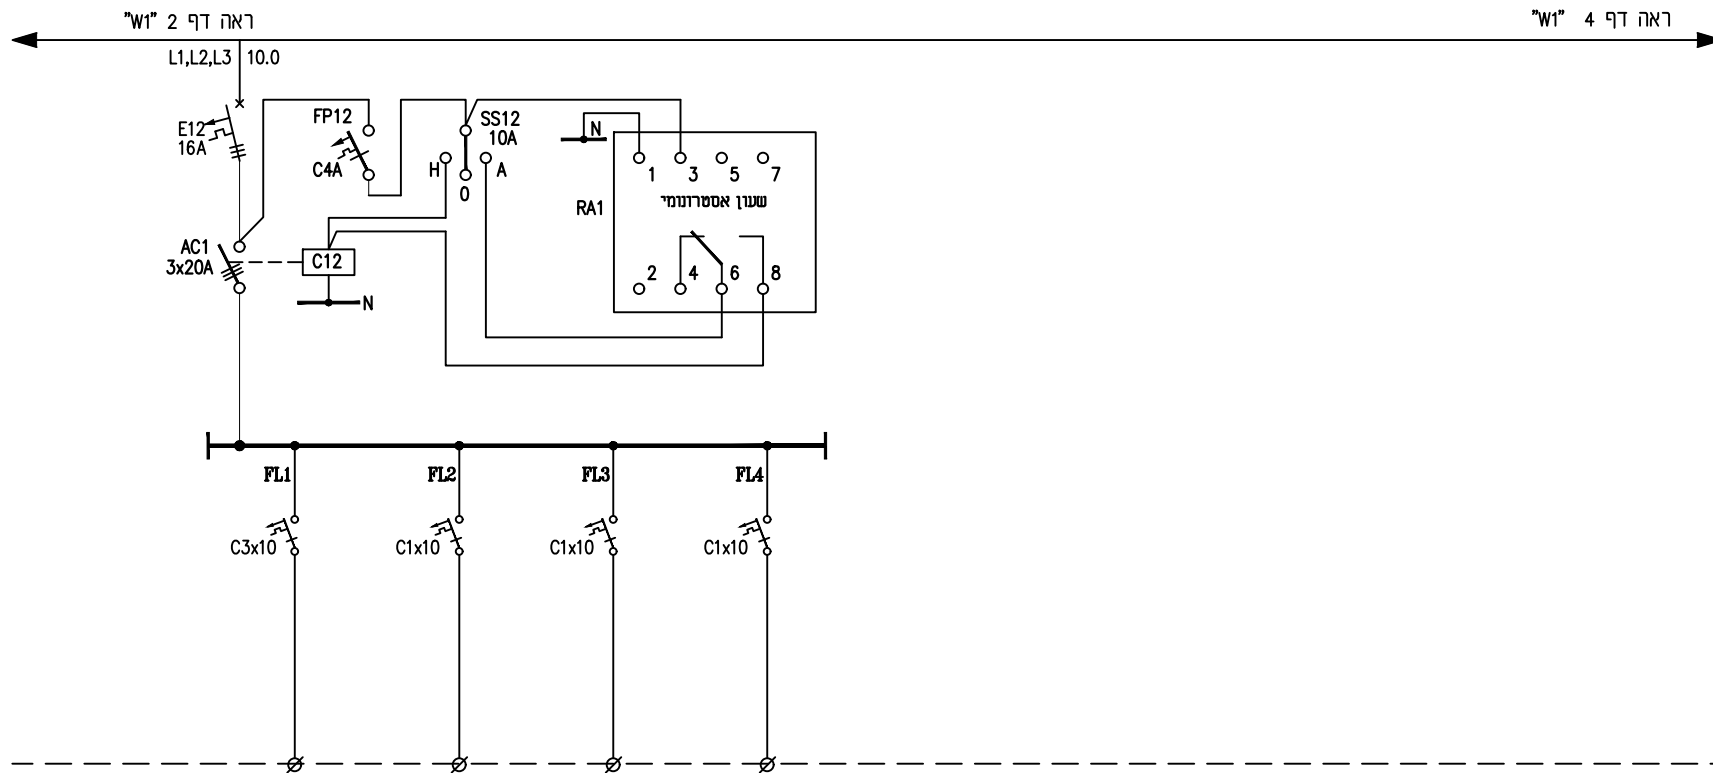 ראה דף 2 "W1"
ראה דף 4 "W1"
L1,L2,L3 10.0
E12
16A
FP12
C4A
SS12
10A
H
A
0
N
1 3 5 7
שעון אסטרונומי
RA1
2 4 6 8
AC1
3x20A
C12
N
FL1 FL2 FL3 FL4
C3x10 C1x10 C1x10 C1x10